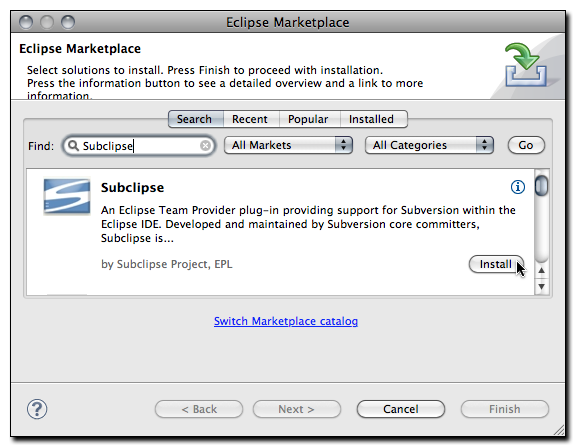 Eclipse Marketplace
Eclipse Marketplace
Select solutions to install. Press Finish to proceed with installation.
Press the information button to see a detailed overview and a link to more
information.
Search Recent Popular Installed
Find: Subclipse All Markets All Categories Go
Subclipse
An Eclipse Team Provider plug-in providing support for Subversion within the
Eclipse IDE. Developed and maintained by Subversion core committers,
Subclipse is...
by Subclipse Project, EPL Install
Switch Marketplace catalog
? < Back Next > Cancel Finish